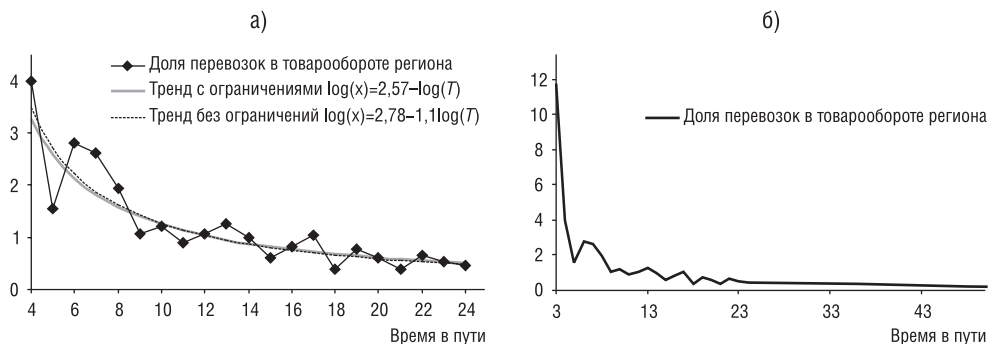 а)
Доля перевозок в товарообороте региона
Тренд с ограничениями log(x)=2,57–log(T)
Тренд без ограничений log(x)=2,78–1,1log(T)
4
3
2
1
0
4 6 8 10 12 14 16 18 20 22 24
Время в пути
б)
Доля перевозок в товарообороте региона
12
10
8
6
4
2
0
3 13 23 33 43
Время в пути